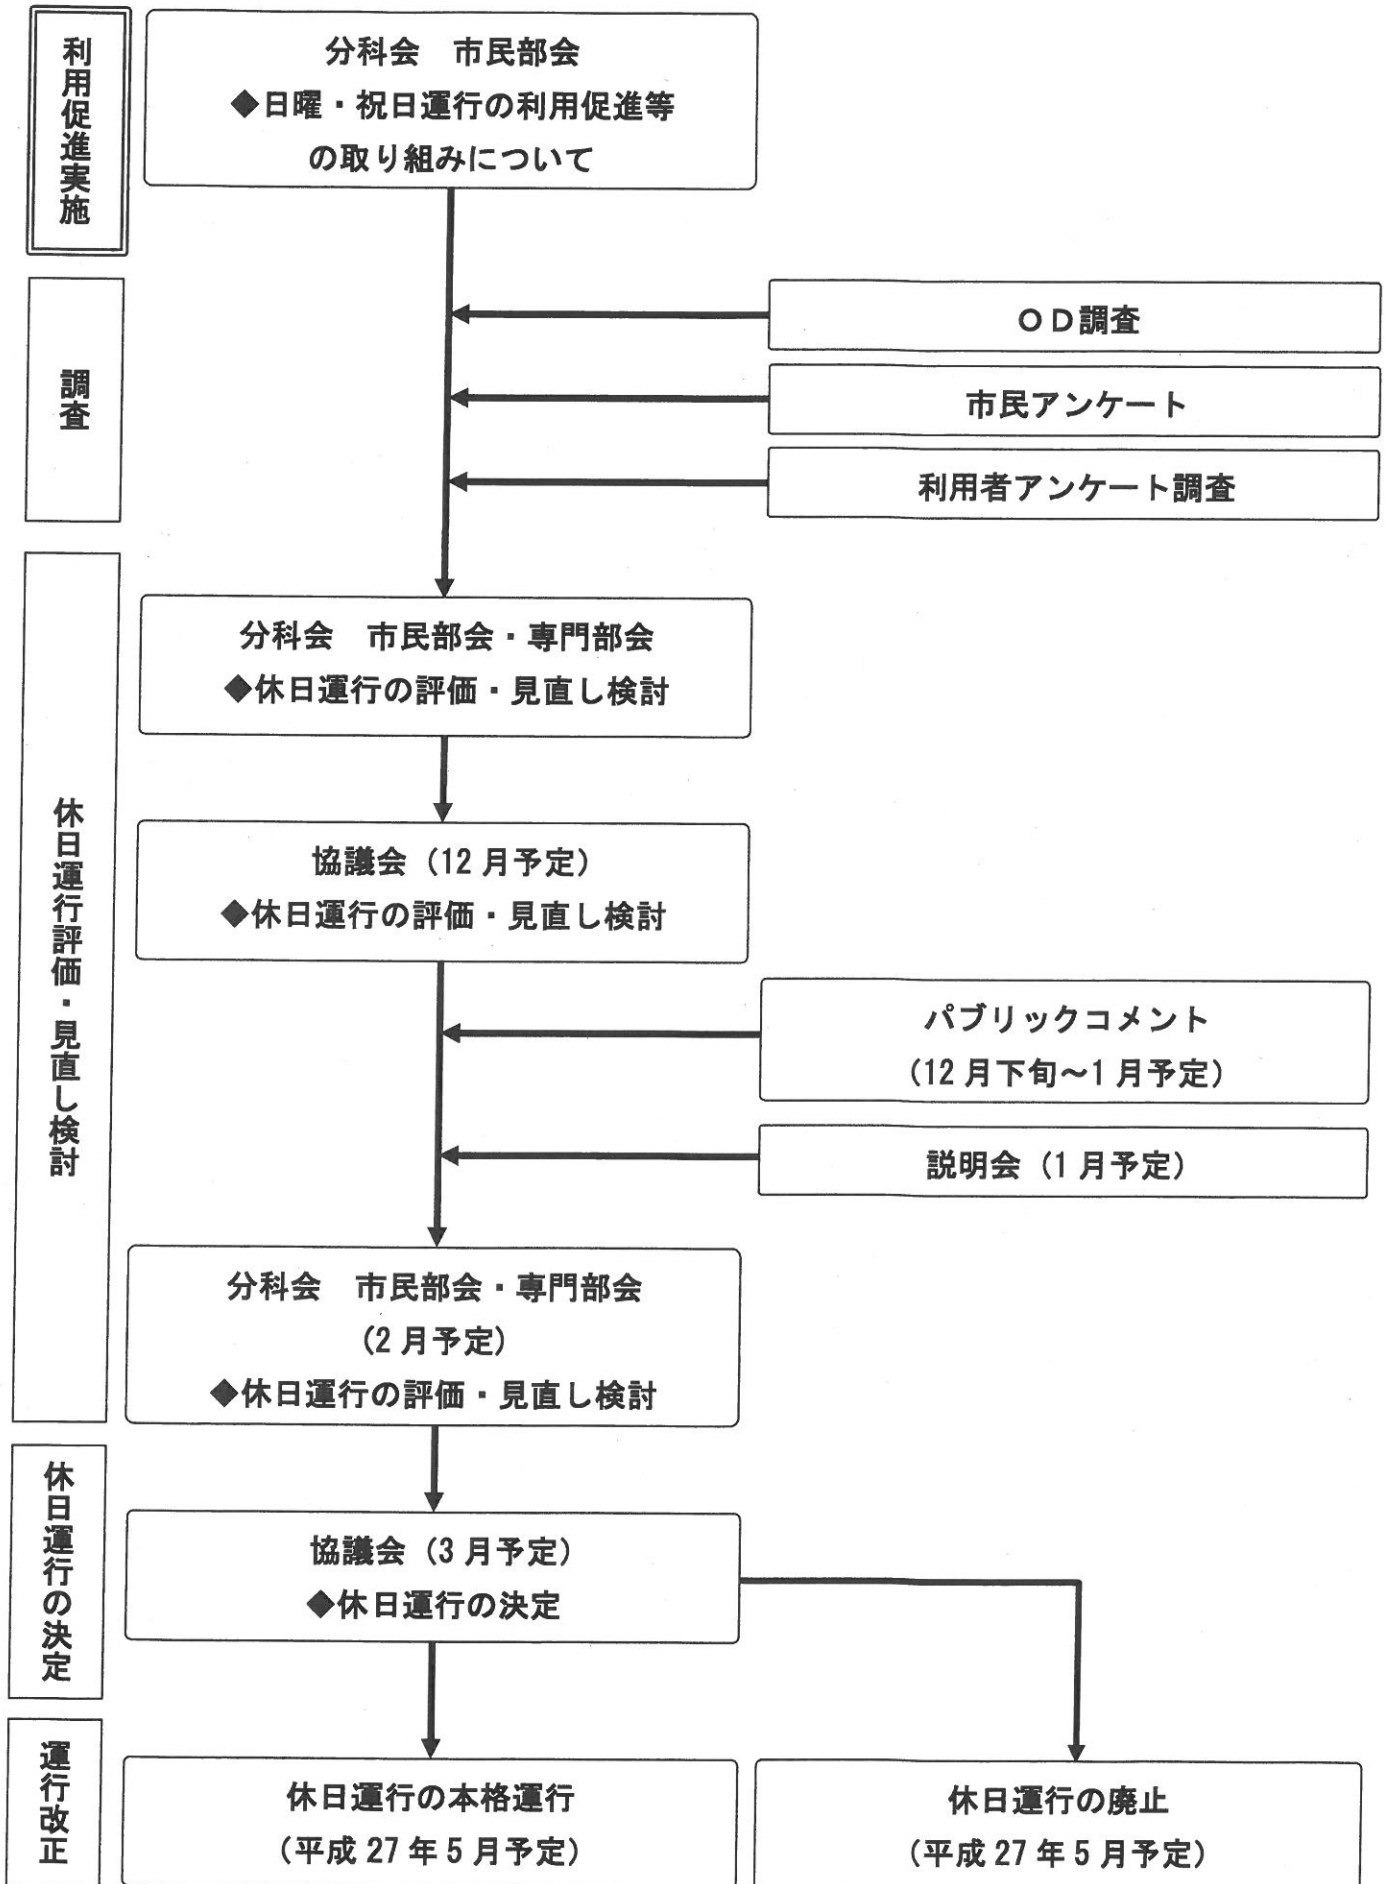 利用促進実施
分科会　市民部会
◆日曜・祝日運行の利用促進等
の取り組みについて
調査
ＯＤ調査
市民アンケート
利用者アンケート調査
休日運行評価・見直し検討
分科会　市民部会・専門部会
◆休日運行の評価・見直し検討
協議会（12月予定）
◆休日運行の評価・見直し検討
パブリックコメント
（12月下旬～1月予定）
説明会（1月予定）
分科会　市民部会・専門部会
（2月予定）
◆休日運行の評価・見直し検討
休日運行の決定
協議会（3月予定）
◆休日運行の決定
運行改正
休日運行の本格運行
（平成27年5月予定）
休日運行の廃止
（平成27年5月予定）